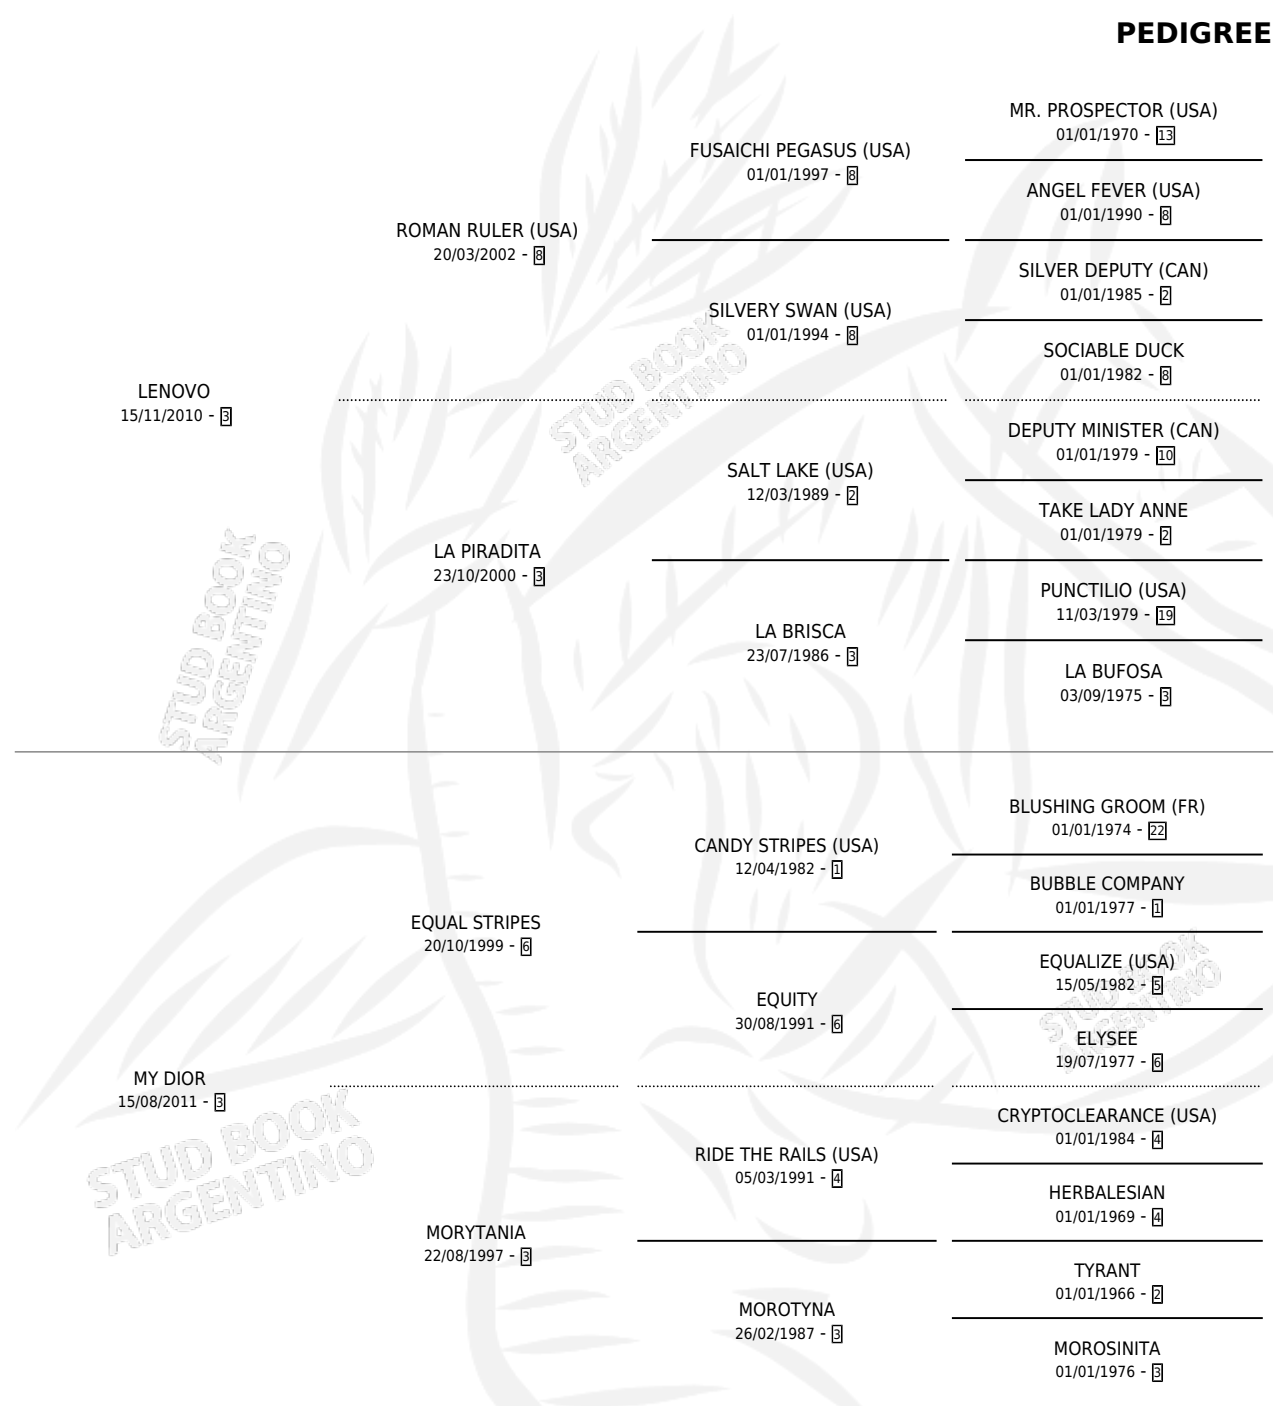 PEDIGREE
MR. PROSPECTOR (USA)
01/01/1970 - 13
FUSAICHI PEGASUS (USA)
01/01/1997 - 8
ANGEL FEVER (USA)
01/01/1990 - 8
ROMAN RULER (USA)
20/03/2002 - 8
SILVER DEPUTY (CAN)
01/01/1985 - 2
SILVERY SWAN (USA)
01/01/1994 - 8
SOCIABLE DUCK
01/01/1982 - 8
STUD BOOK
ARGENTINO
LENOVO
15/11/2010 - 3
DEPUTY MINISTER (CAN)
01/01/1979 - 10
SALT LAKE (USA)
12/03/1989 - 2
TAKE LADY ANNE
01/01/1979 - 2
LA PIRADITA
23/10/2000 - 3
PUNCTILIO (USA)
11/03/1979 - 19
LA BRISCA
23/07/1986 - 3
LA BUFOSA
03/09/1975 - 3
STUD BOOK
ARGENTINO
BLUSHING GROOM (FR)
01/01/1974 - 22
CANDY STRIPES (USA)
12/04/1982 - 1
BUBBLE COMPANY
01/01/1977 - 1
EQUAL STRIPES
20/10/1999 - 6
EQUALIZE (USA)
15/05/1982 - 5
EQUITY
30/08/1991 - 6
ELYSEE
19/07/1977 - 6
STUD BOOK
ARGENTINO
MY DIOR
15/08/2011 - 3
CRYPTOCLEARANCE (USA)
01/01/1984 - 4
RIDE THE RAILS (USA)
05/03/1991 - 4
HERBALESIAN
01/01/1969 - 4
MORYTANIA
22/08/1997 - 3
TYRANT
01/01/1966 - 2
MOROTYNA
26/02/1987 - 3
MOROSINITA
01/01/1976 - 3
STUD BOOK
ARGENTINO